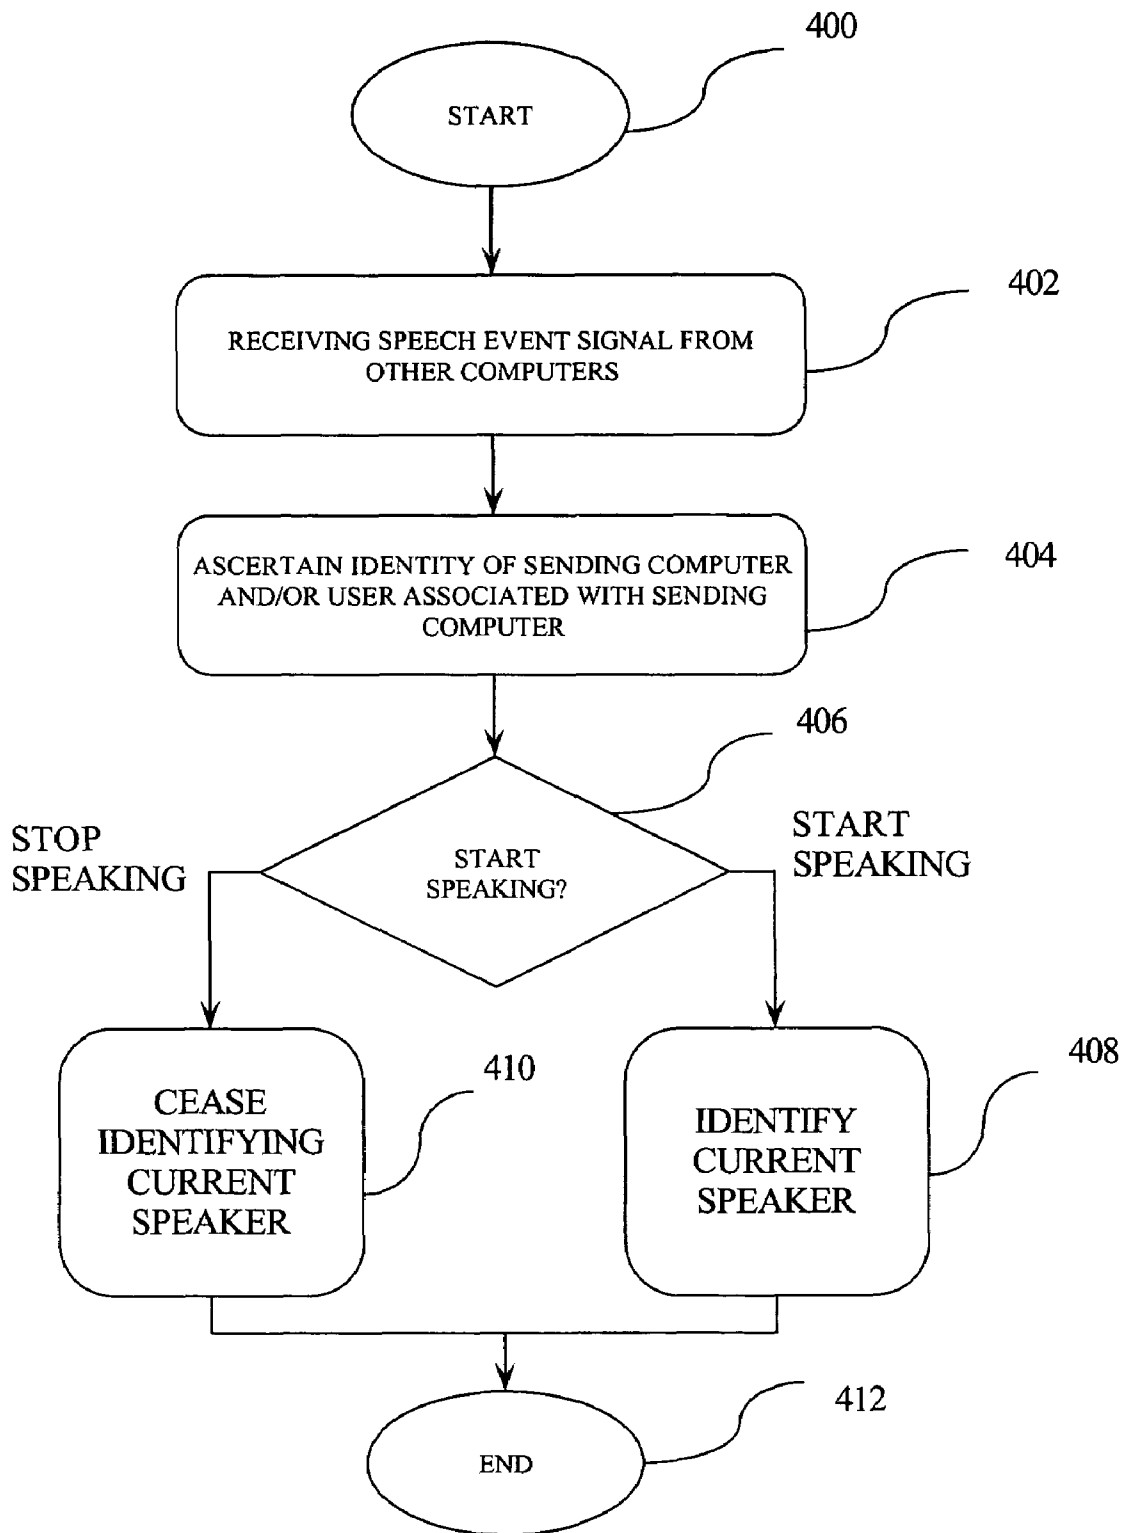 400
START
402
RECEIVING SPEECH EVENT SIGNAL FROM
OTHER COMPUTERS
404
ASCERTAIN IDENTITY OF SENDING COMPUTER
AND/OR USER ASSOCIATED WITH SENDING
COMPUTER
406
STOP
SPEAKING
START
SPEAKING?
START
SPEAKING
410
CEASE
IDENTIFYING
CURRENT
SPEAKER
408
IDENTIFY
CURRENT
SPEAKER
412
END